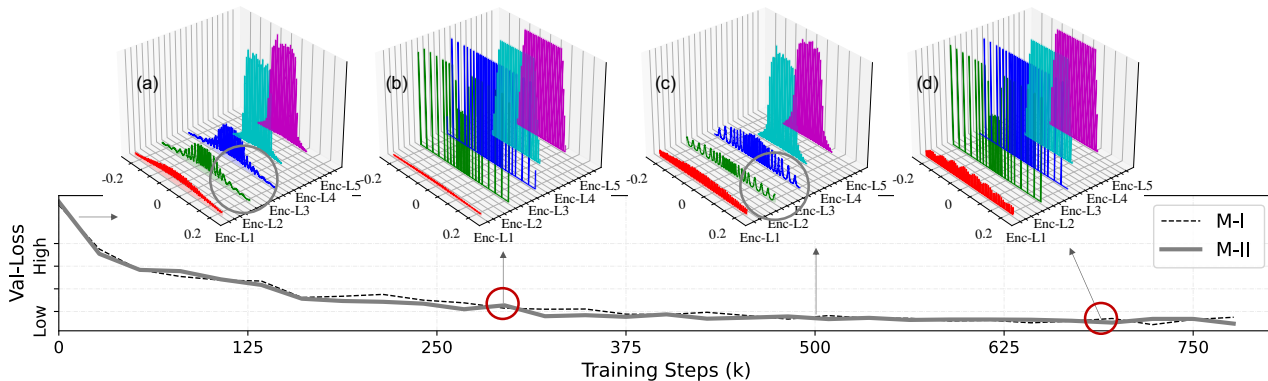 (a)
-0.2
0
0.2
Enc-L1
Enc-L2
Enc-L3
Enc-L4
Enc-L5
(b)
-0.2
0
0.2
Enc-L1
Enc-L2
Enc-L3
Enc-L4
Enc-L5
(c)
-0.2
0
0.2
Enc-L1
Enc-L2
Enc-L3
Enc-L4
Enc-L5
(d)
-0.2
0
0.2
Enc-L1
Enc-L2
Enc-L3
Enc-L4
Enc-L5
Val-Loss
High
Low
M-I
M-II
0
125
250
375
500
625
750
Training Steps (k)